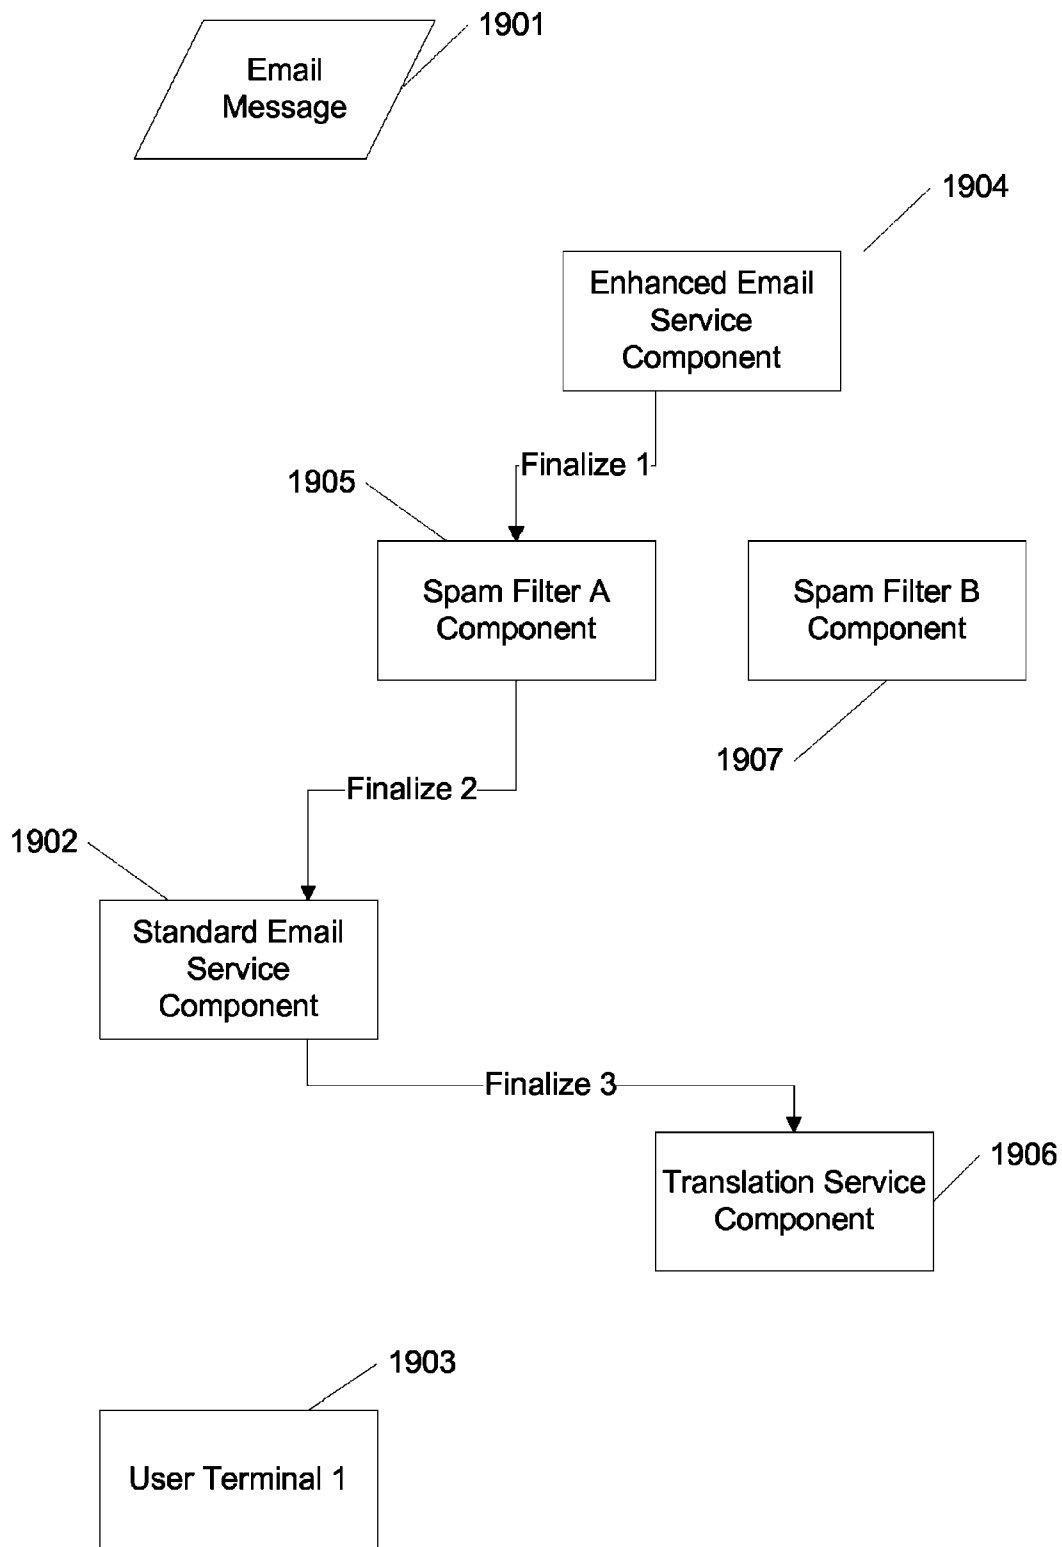 1901
Email
Message
1904
Enhanced Email
Service
Component
Finalize 1
1905
Spam Filter A
Component
Spam Filter B
Component
1907
Finalize 2
1902
Standard Email
Service
Component
Finalize 3
1906
Translation Service
Component
1903
User Terminal 1